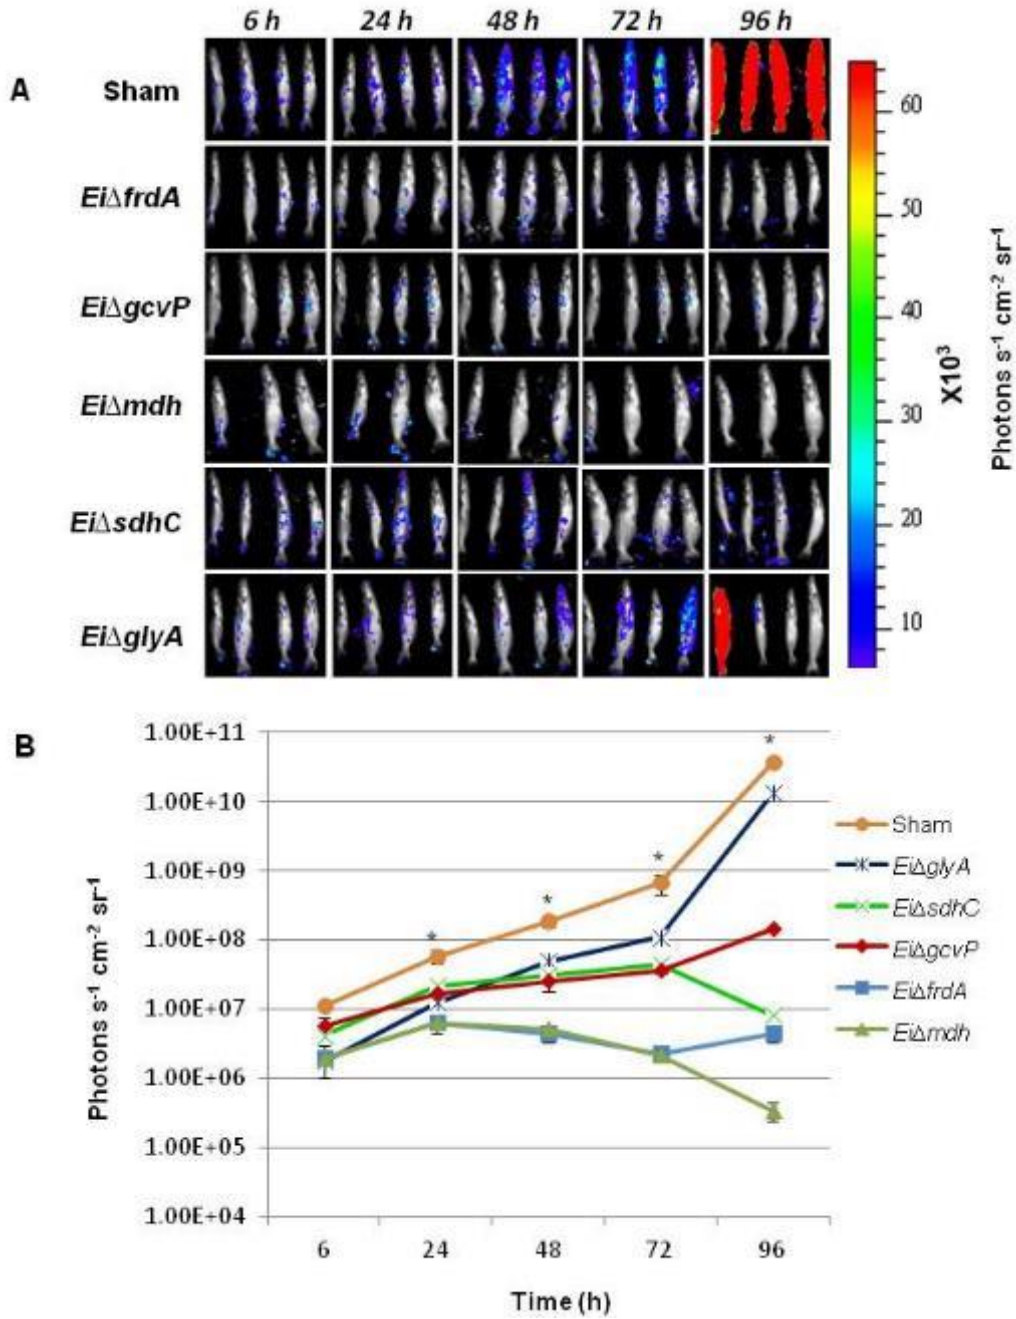 6 h 24 h 48 h 72 h 96 h
A
Sham
EiΔfrdA
EiΔgcvP
EiΔmdh
EiΔsdhC
EiΔglyA
60
50
40
30
20
10
X10³
Photons s⁻¹ cm⁻² sr⁻¹
B
1.00E+11
1.00E+10
1.00E+09
1.00E+08
1.00E+07
1.00E+06
1.00E+05
1.00E+04
Photons s⁻¹ cm⁻² sr⁻¹
* * * *
6 24 48 72 96
Time (h)
Sham
EiΔglyA
EiΔsdhC
EiΔgcvP
EiΔfrdA
EiΔmdh